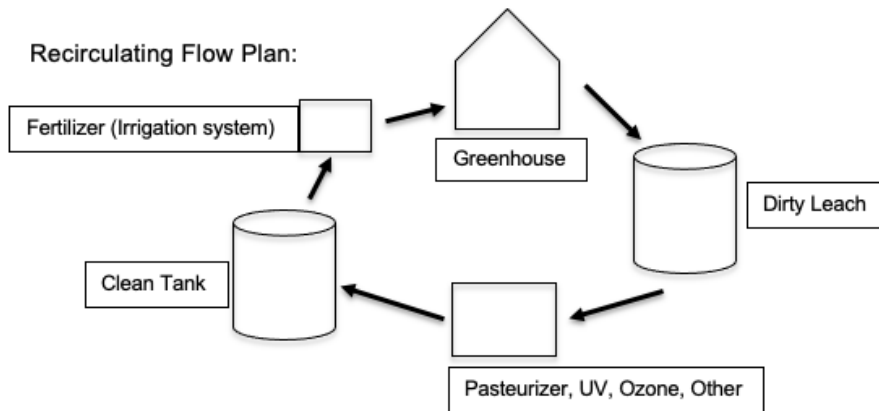 Recirculating Flow Plan:
Fertilizer (Irrigation system)
Greenhouse
Dirty Leach
Clean Tank
Pasteurizer, UV, Ozone, Other